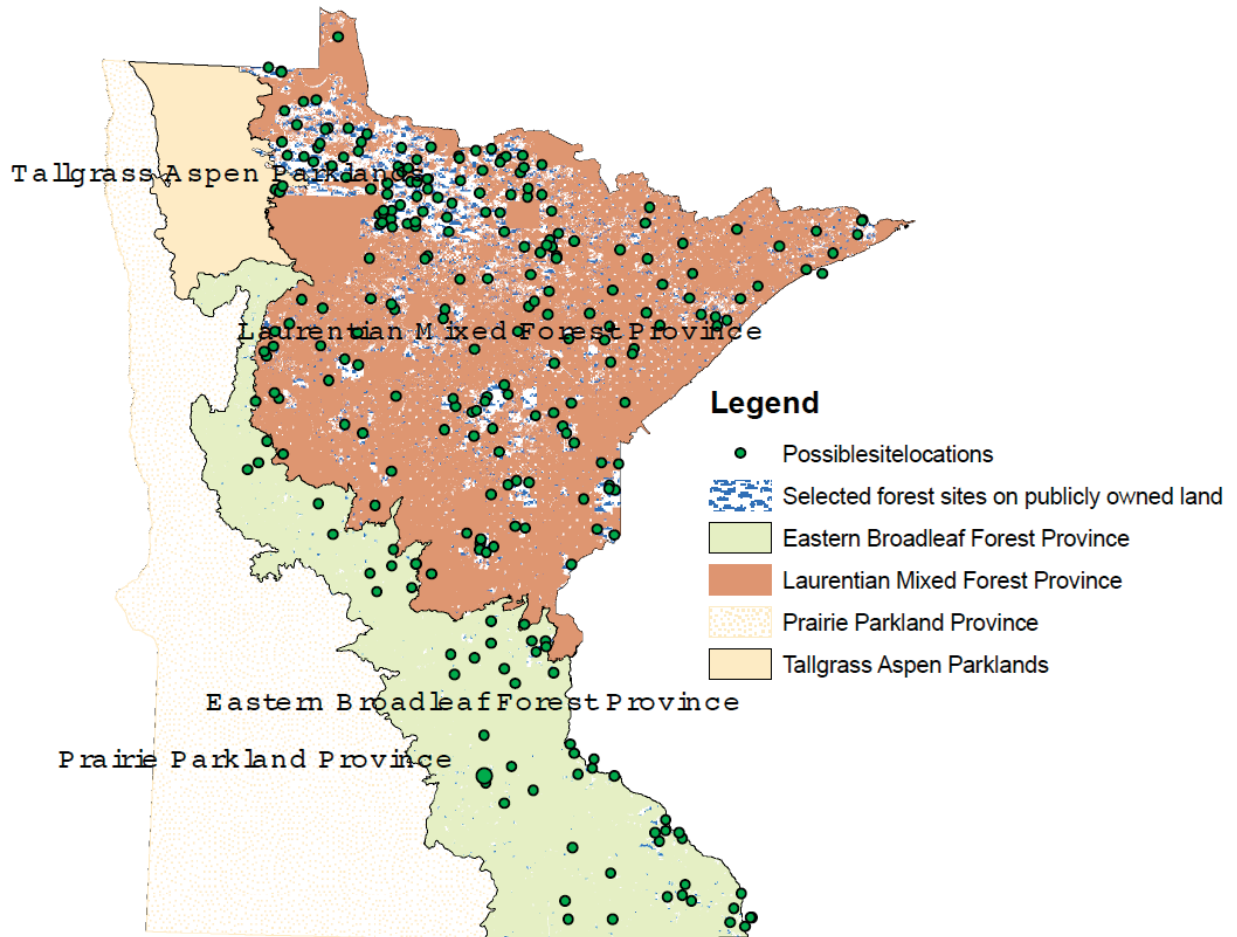 Tallgrass Aspen Parklands
Laurentian Mixed Forest Province
Legend
Possiblesitelocations
Selected forest sites on publicly owned land
Eastern Broadleaf Forest Province
Laurentian Mixed Forest Province
Prairie Parkland Province
Tallgrass Aspen Parklands
Eastern Broadleaf Forest Province
Prairie Parkland Province